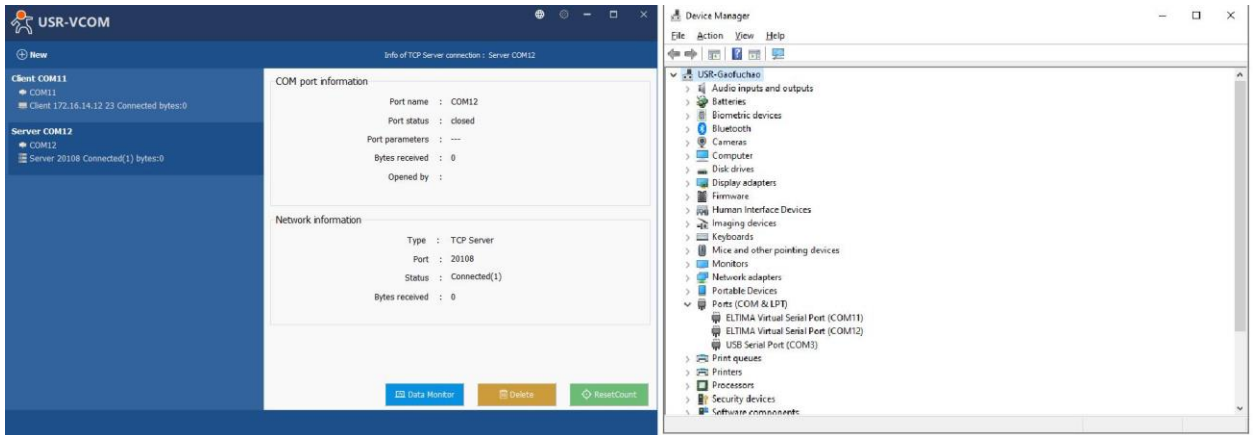 USR-VCOM
New
Info of TCP Server connection : Server COM12
Client COM11
COM11
Client 172.16.14.12 23 Connected bytes:0
Server COM12
COM12
Server 20108 Connected(1) bytes:0
COM port information
Port name : COM12
Port status : closed
Port parameters : ---
Bytes received : 0
Opened by :
Network information
Type : TCP Server
Port : 20108
Status : Connected(1)
Bytes received : 0
Data Monitor
Delete
ResetCount
Device Manager
File Action View Help
USR-Gaofuchao
Audio inputs and outputs
Batteries
Biometric devices
Bluetooth
Cameras
Computer
Disk drives
Display adapters
Firmware
Human Interface Devices
Imaging devices
Keyboards
Mice and other pointing devices
Monitors
Network adapters
Portable Devices
Ports (COM & LPT)
ELTIMA Virtual Serial Port (COM11)
ELTIMA Virtual Serial Port (COM12)
USB Serial Port (COM3)
Print queues
Printers
Processors
Security devices
Software components